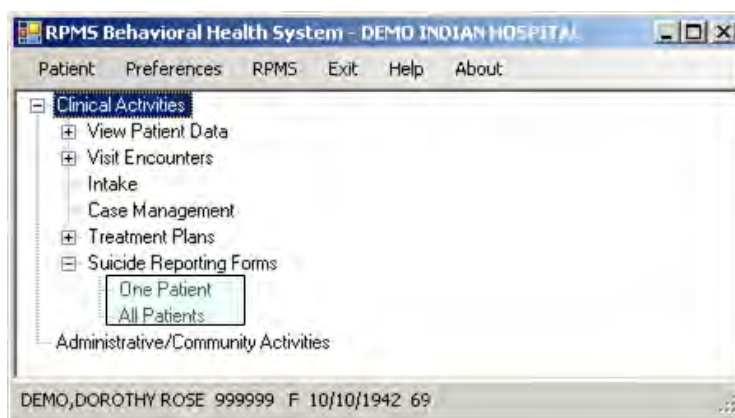 RPMS Behavioral Health System - DEMO INDIAN HOSPITAL
Patient Preferences RPMS Exit Help About
Clinical Activities
View Patient Data
Visit Encounters
Intake
Case Management
Treatment Plans
Suicide Reporting Forms
One Patient
All Patients
Administrative/Community Activities
DEMO,DOROTHY ROSE 999999 F 10/10/1942 69